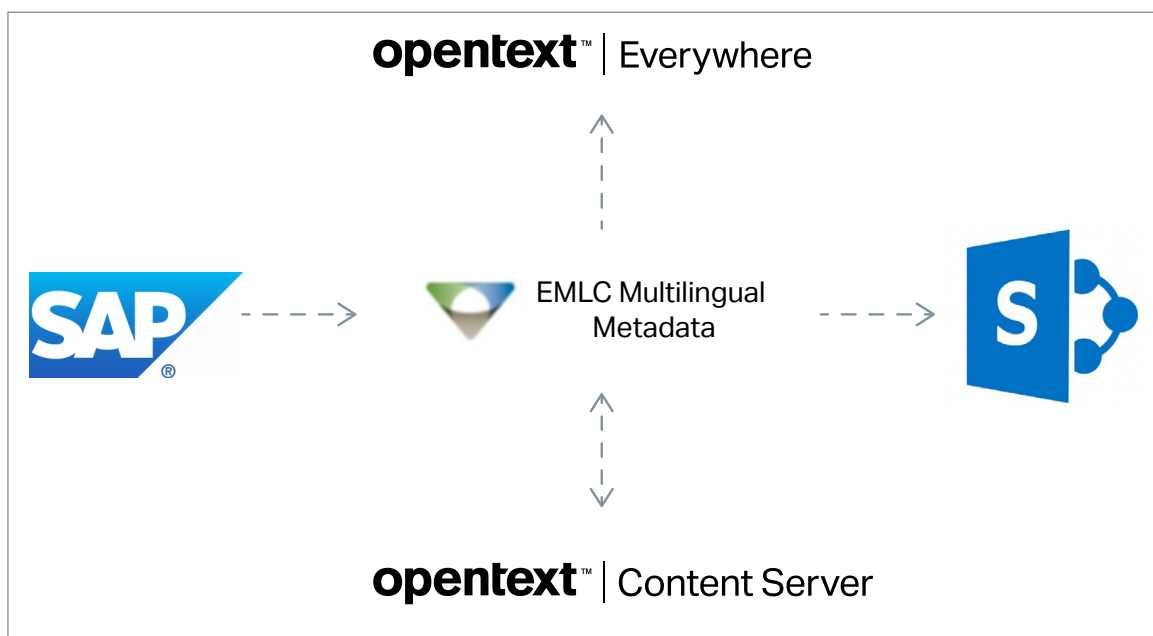 opentext™ | Everywhere
SAP®
EMLC Multilingual
Metadata
S
opentext™ | Content Server